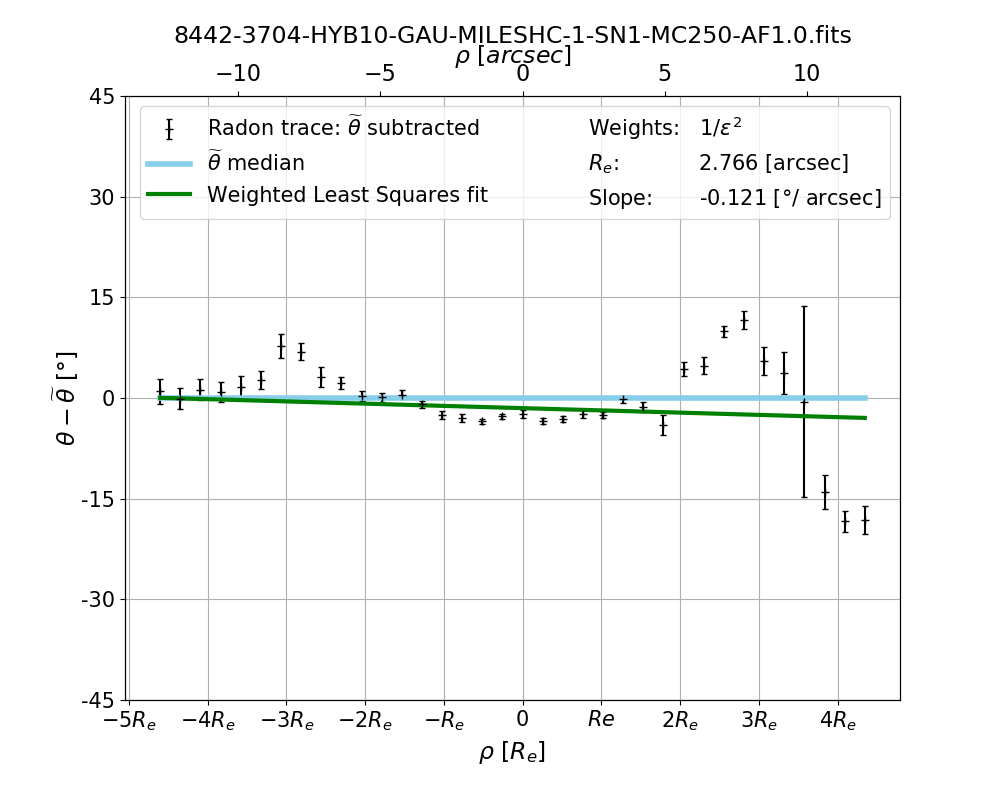 8442-3704-HYB10-GAU-MILESHC-1-SN1-MC250-AF1.0.fits
ρ [arcsec]
−10 −5 0 5 10
Radon trace: θ̃ subtracted
θ̃ median
Weighted Least Squares fit
Weights: 1/ε²
Rₑ: 2.766 [arcsec]
Slope: -0.121 [°/ arcsec]
45
30
15
0
-15
-30
-45
θ − θ̃ [°]
−5Rₑ −4Rₑ −3Rₑ −2Rₑ −Rₑ 0 Re 2Rₑ 3Rₑ 4Rₑ
ρ [Rₑ]